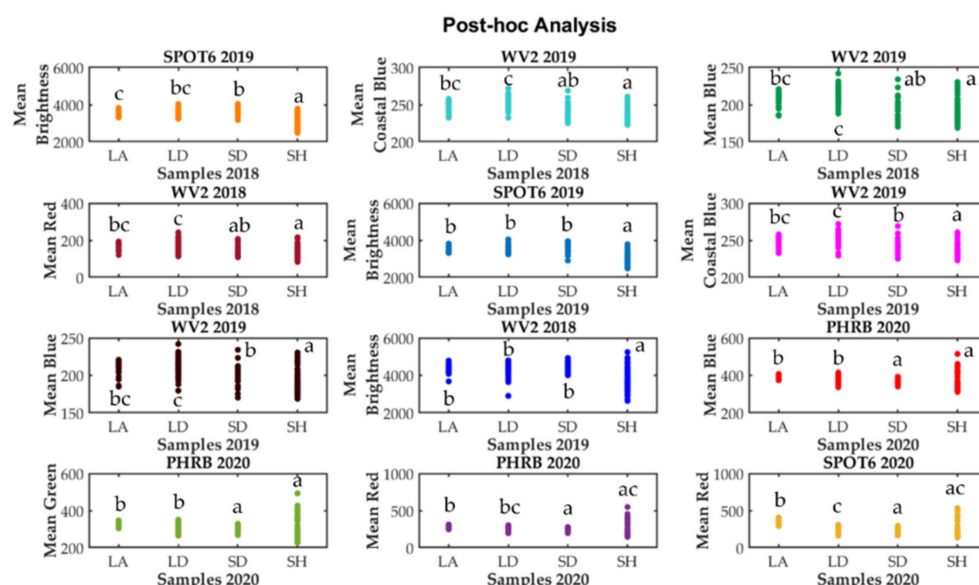 Post-hoc Analysis
SPOT6 2019
Mean Brightness
6000
4000
2000
c bc b a
LA LD SD SH
Samples 2018
WV2 2019
Mean Coastal Blue
300
250
200
bc c ab a
LA LD SD SH
Samples 2018
WV2 2019
Mean Blue
250
200
150
bc c ab a
LA LD SD SH
Samples 2018
WV2 2018
Mean Red
400
200
0
bc c ab a
LA LD SD SH
Samples 2018
SPOT6 2019
Mean Brightness
6000
4000
2000
b b b a
LA LD SD SH
Samples 2019
WV2 2019
Mean Coastal Blue
300
250
200
bc c b a
LA LD SD SH
Samples 2019
WV2 2019
Mean Blue
250
200
150
bc c b a
LA LD SD SH
Samples 2019
WV2 2018
Mean Brightness
6000
4000
2000
b b b a
LA LD SD SH
Samples 2019
PHRB 2020
Mean Blue
600
400
200
b b a a
LA LD SD SH
Samples 2020
PHRB 2020
Mean Green
600
400
200
b b a a
LA LD SD SH
Samples 2020
PHRB 2020
Mean Red
1000
500
0
b bc a ac
LA LD SD SH
Samples 2020
SPOT6 2020
Mean Red
1000
500
0
b c a ac
LA LD SD SH
Samples 2020